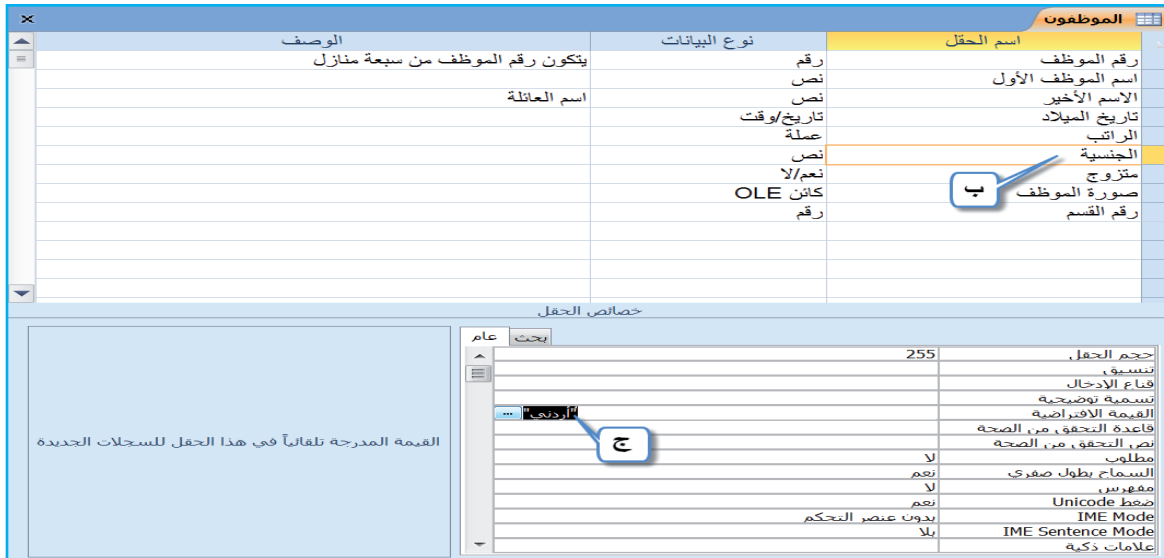 الموظفون
اسم الحقل نوع البيانات الوصف
رقم الموظف رقم يتكون رقم الموظف من سبعة منازل
اسم الموظف الأول نص
الاسم الأخير نص اسم العائلة
تاريخ الميلاد تاريخ/وقت
الراتب عملة
الجنسية نص
متزوج نعم/لا
صورة الموظف كائن OLE
رقم القسم رقم
ب
خصائص الحقل
عام بحث
حجم الحقل 255
تنسيق
قناع الإدخال
تسمية توضيحية
القيمة الافتراضية "أردني"
قاعدة التحقق من الصحة
نص التحقق من الصحة
مطلوب لا
السماح بطول صفري نعم
مفهرس لا
ضغط Unicode نعم
IME Mode بدون عنصر التحكم
IME Sentence Mode بلا
علامات ذكية
ج
القيمة المدرجة تلقائياً في هذا الحقل للسجلات الجديدة